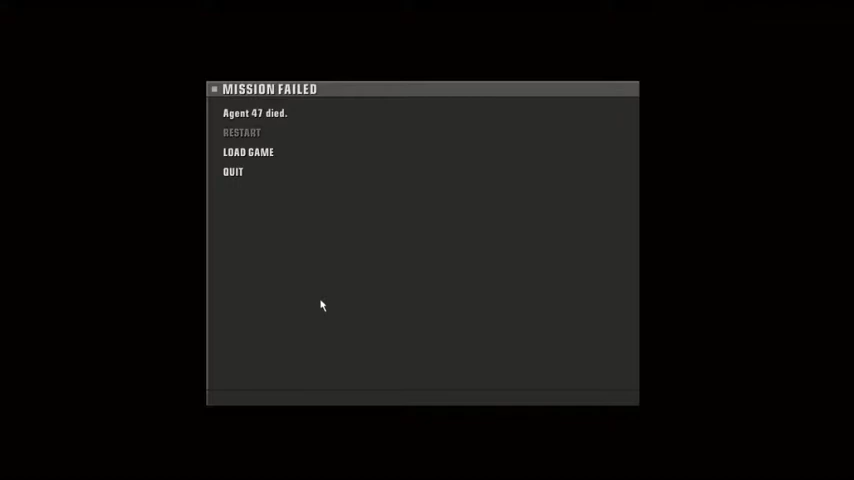 MISSION FAILED
Agent 47 died.
RESTART
LOAD GAME
QUIT